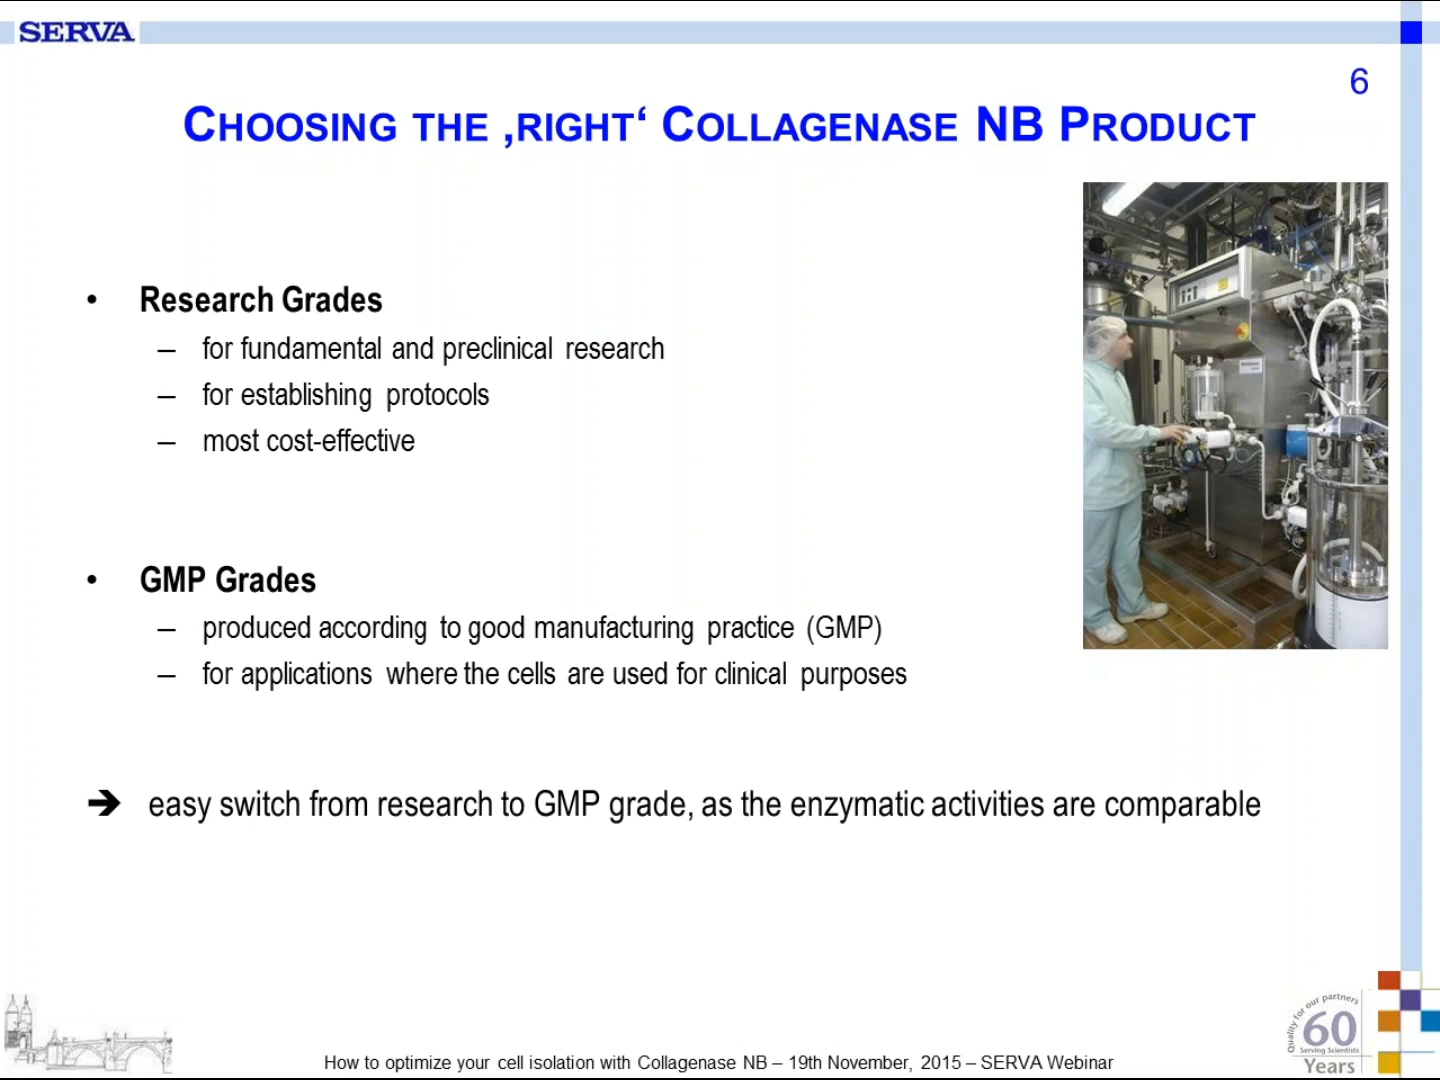 SERVA
6
CHOOSING THE ‚RIGHT‘ COLLAGENASE NB PRODUCT
• Research Grades
– for fundamental and preclinical research
– for establishing protocols
– most cost-effective
• GMP Grades
– produced according to good manufacturing practice (GMP)
– for applications where the cells are used for clinical purposes
➔ easy switch from research to GMP grade, as the enzymatic activities are comparable
Quality for our partners
60
Serving Scientists
Years
How to optimize your cell isolation with Collagenase NB – 19th November, 2015 – SERVA Webinar